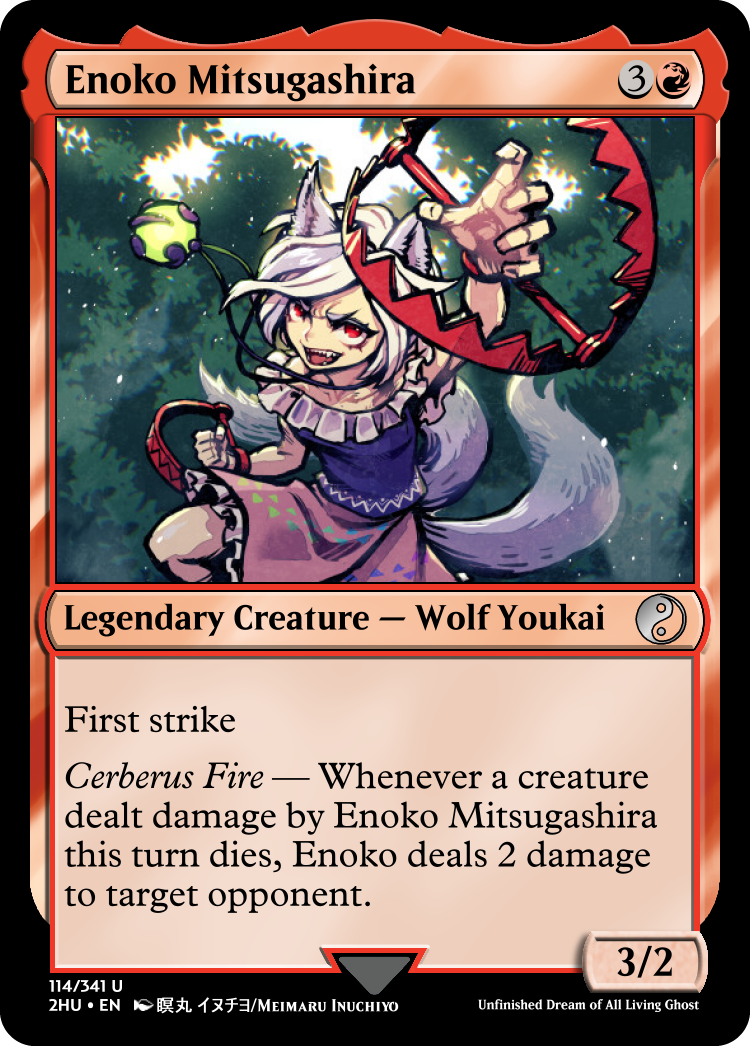 Enoko Mitsugashira 3
Legendary Creature — Wolf Youkai
First strike
Cerberus Fire — Whenever a creature
dealt damage by Enoko Mitsugashira
this turn dies, Enoko deals 2 damage
to target opponent.
3/2
114/341 U
2HU • EN 瞑丸 イヌチヨ/Meimaru Inuchiyo
Unfinished Dream of All Living Ghost